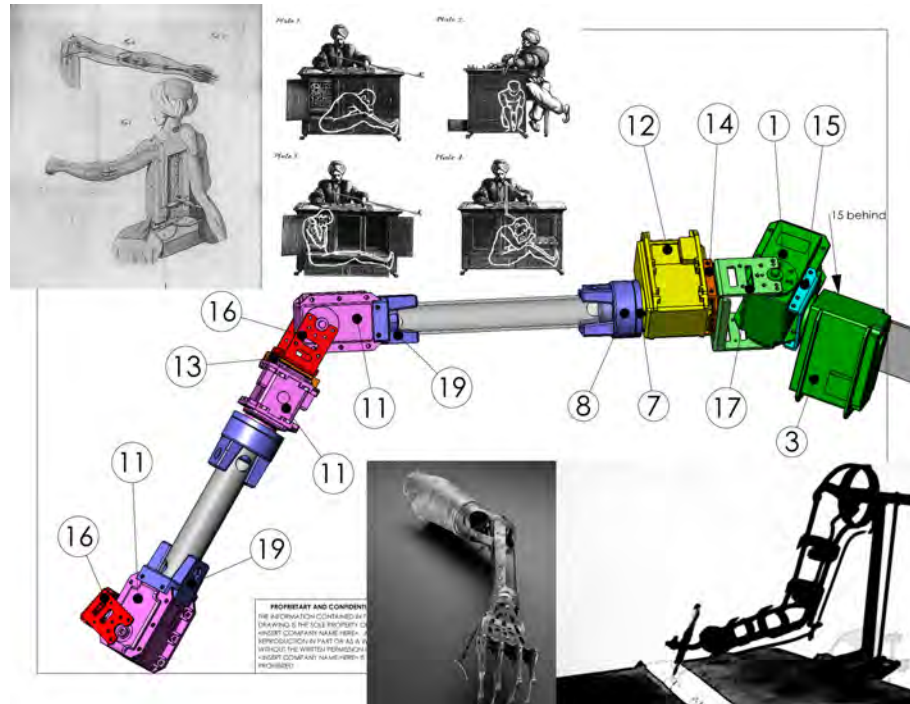 Plate 1.
Plate 2.
Plate 3.
Plate 4.
12
14
1
15
15 behind
16
13
11
19
8
7
17
3
11
11
16
19
PROPRIETARY AND CONFIDENTI
THE INFORMATION CONTAINED IN T
DRAWING IS THE SOLE PROPERTY O
<INSERT COMPANY NAME HERE>. A
REPRODUCTION IN PART OR AS A W
WITHOUT THE WRITTEN PERMISSION
<INSERT COMPANY NAME HERE> IS
PROHIBITED